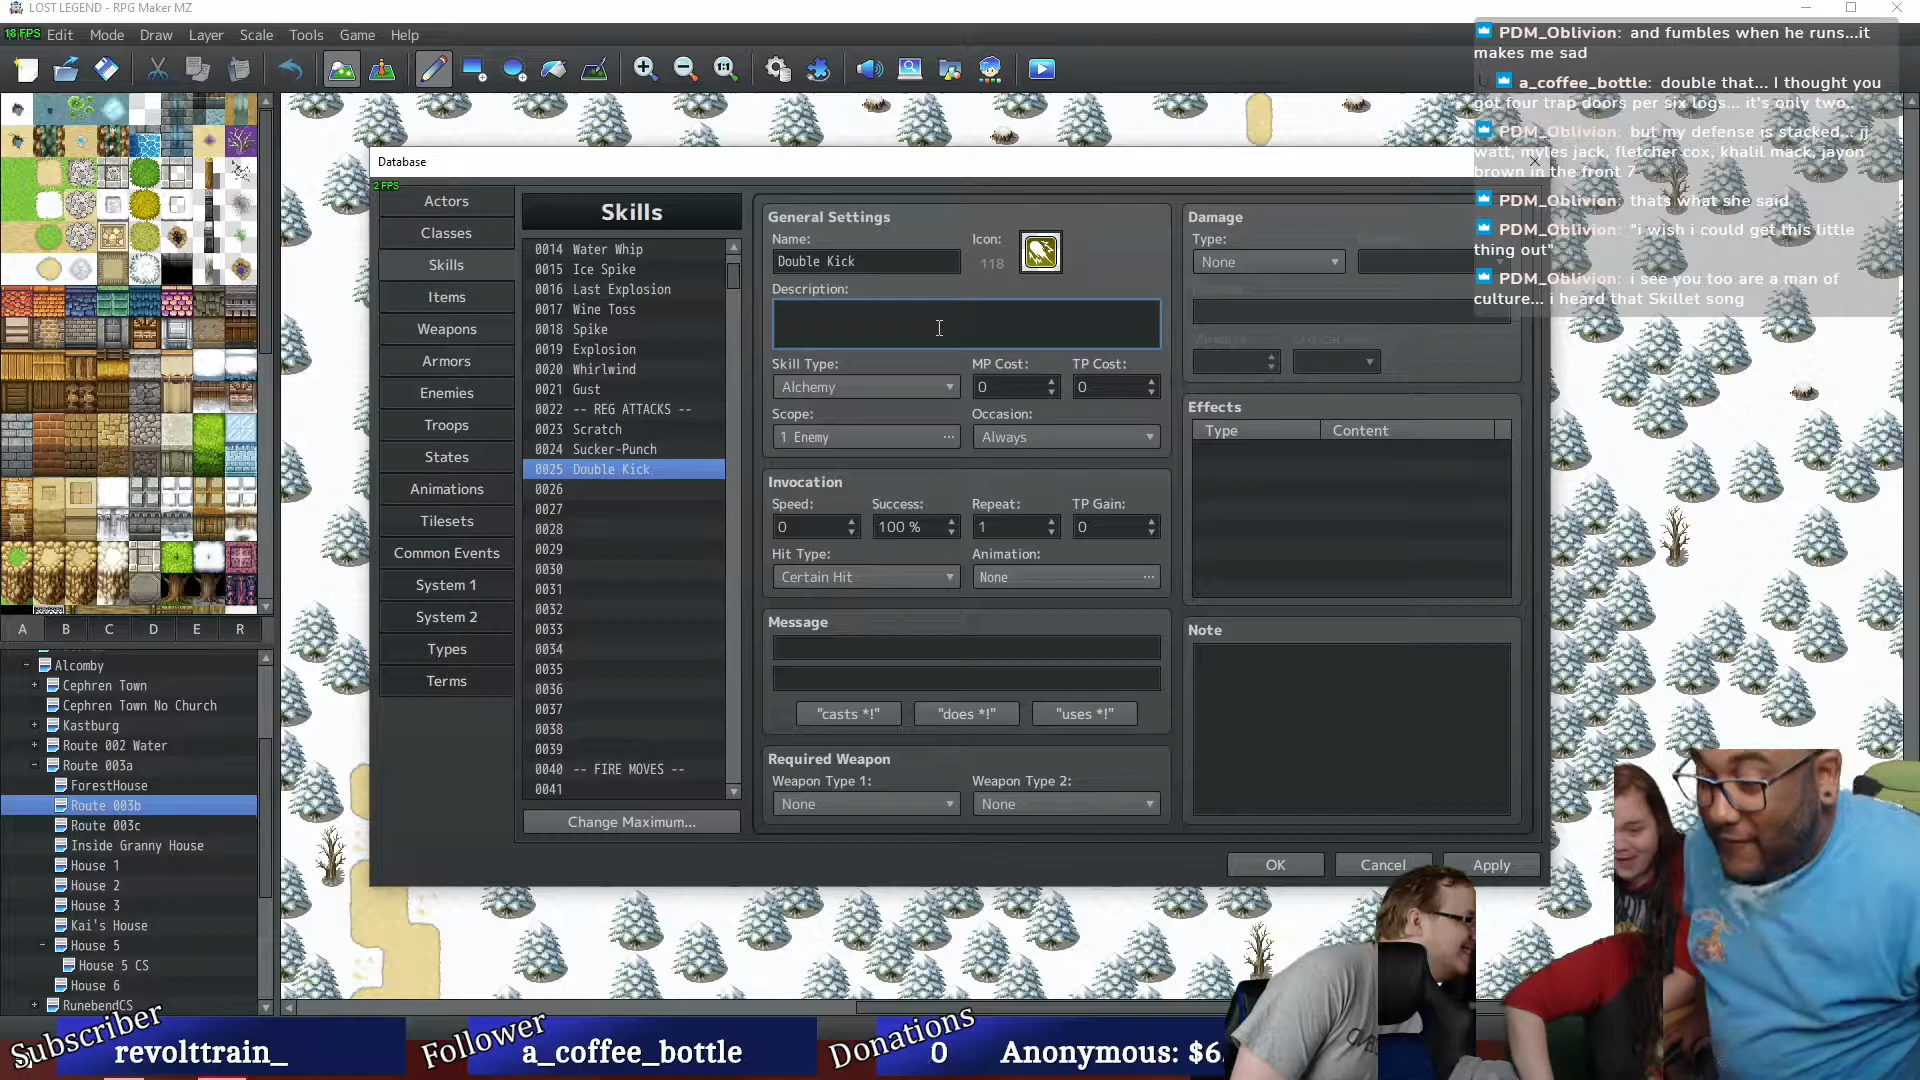 LOST LEGEND - RPG Maker MZ
18 FPS Edit Mode Draw Layer Scale Tools Game Help
PDM_Oblivion: and fumbles when he runs...it
makes me sad
a_coffee_bottle: double that... I thought you
got four trap doors per six logs... it's only two..
PDM_Oblivion: but my defense is stacked... jj
watt, myles jack, fletcher cox, khalil mack, jayon
brown in the front 7
PDM_Oblivion: thats what she said
PDM_Oblivion: "i wish i could get this little
thing out"
PDM_Oblivion: i see you too are a man of
culture... i heard that Skillet song
Database
2 FPS
Actors
Classes
Skills
Items
Weapons
Armors
Enemies
Troops
States
Animations
Tilesets
Common Events
System 1
System 2
Types
Terms
Skills
0014 Water Whip
0015 Ice Spike
0016 Last Explosion
0017 Wine Toss
0018 Spike
0019 Explosion
0020 Whirlwind
0021 Gust
0022 -- REG ATTACKS --
0023 Scratch
0024 Sucker-Punch
0025 Double Kick
0026
0027
0028
0029
0030
0031
0032
0033
0034
0035
0036
0037
0038
0039
0040 -- FIRE MOVES --
0041
Change Maximum...
General Settings
Name: Icon:
Double Kick 118
Description:
Skill Type: MP Cost: TP Cost:
Alchemy 0 0
Scope: Occasion:
1 Enemy ... Always
Invocation
Speed: Success: Repeat: TP Gain:
0 100 % 1 0
Hit Type: Animation:
Certain Hit None ...
Message
"casts *!" "does *!" "uses *!"
Required Weapon
Weapon Type 1: Weapon Type 2:
None None
Damage
Type:
None
Effects
Type Content
Note
OK Cancel Apply
A B C D E R
Alcomby
Cephren Town
Cephren Town No Church
Kastburg
Route 002 Water
Route 003a
ForestHouse
Route 003b
Route 003c
Inside Granny House
House 1
House 2
House 3
Kai's House
House 5
House 5 CS
House 6
RunebendCS
Subscriber
revolttrain_
Follower
a_coffee_bottle
Donations
0 Anonymous: $6.